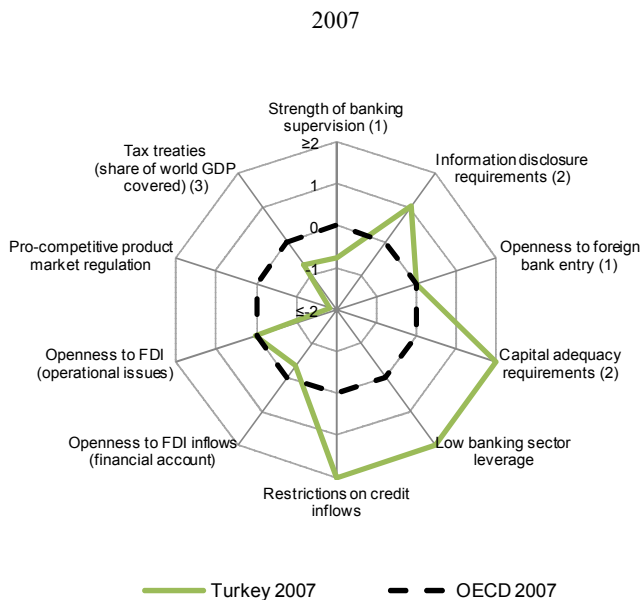 2007
Strength of banking
supervision (1)
≥2
1
0
-1
≤-2
Information disclosure
requirements (2)
Openness to foreign
bank entry (1)
Capital adequacy
requirements (2)
Low banking sector
leverage
Restrictions on credit
inflows
Openness to FDI inflows
(financial account)
Openness to FDI
(operational issues)
Pro-competitive product
market regulation
Tax treaties
(share of world GDP
covered) (3)
Turkey 2007
OECD 2007